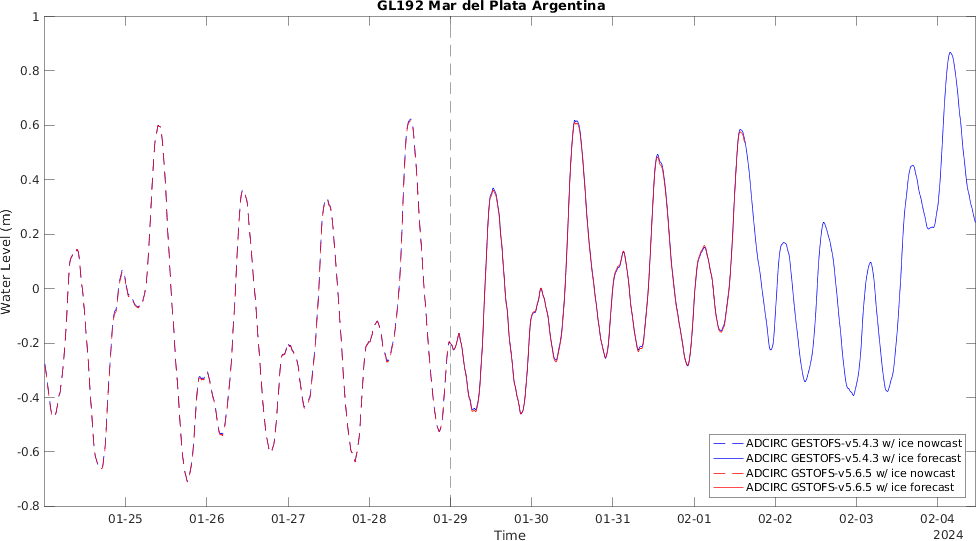 GL192 Mar del Plata Argentina
1
0.8
0.6
0.4
0.2
0
-0.2
-0.4
-0.6
-0.8
Water Level (m)
01-25 01-26 01-27 01-28 01-29 01-30 01-31 02-01 02-02 02-03 02-04
2024
Time
ADCIRC GESTOFS-v5.4.3 w/ ice nowcast
ADCIRC GESTOFS-v5.4.3 w/ ice forecast
ADCIRC GSTOFS-v5.6.5 w/ ice nowcast
ADCIRC GSTOFS-v5.6.5 w/ ice forecast